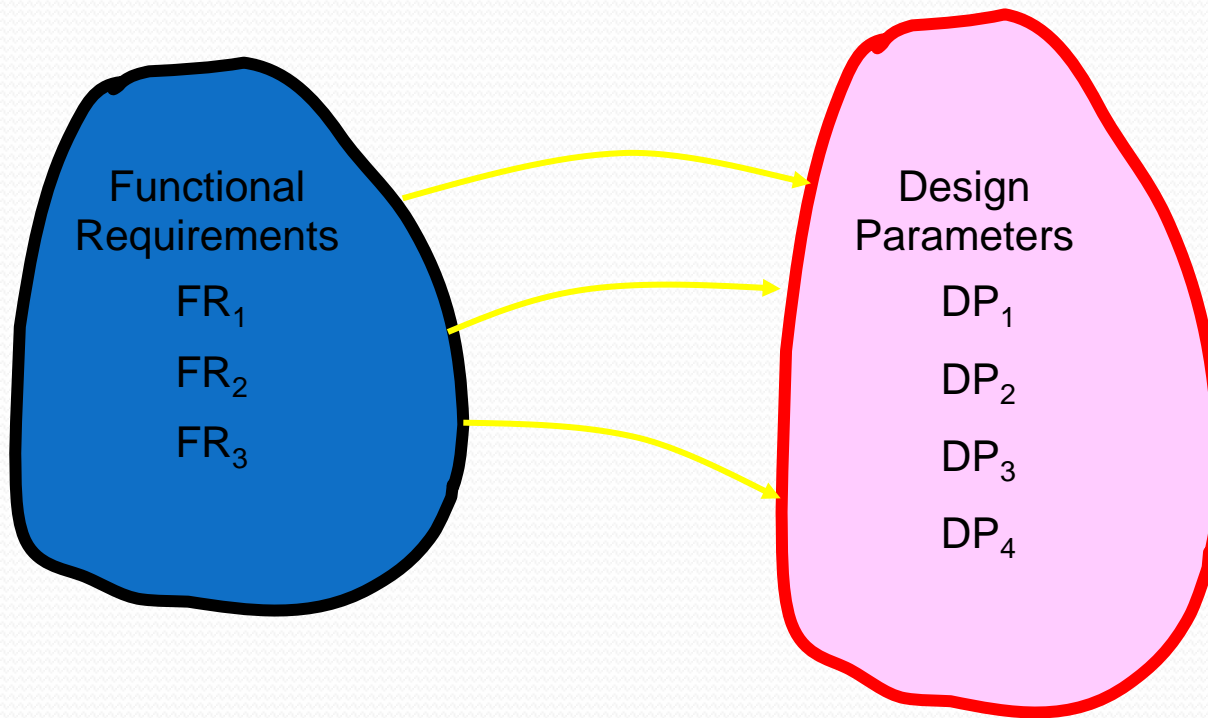 Functional
Requirements
FR₁
FR₂
FR₃
Design
Parameters
DP₁
DP₂
DP₃
DP₄